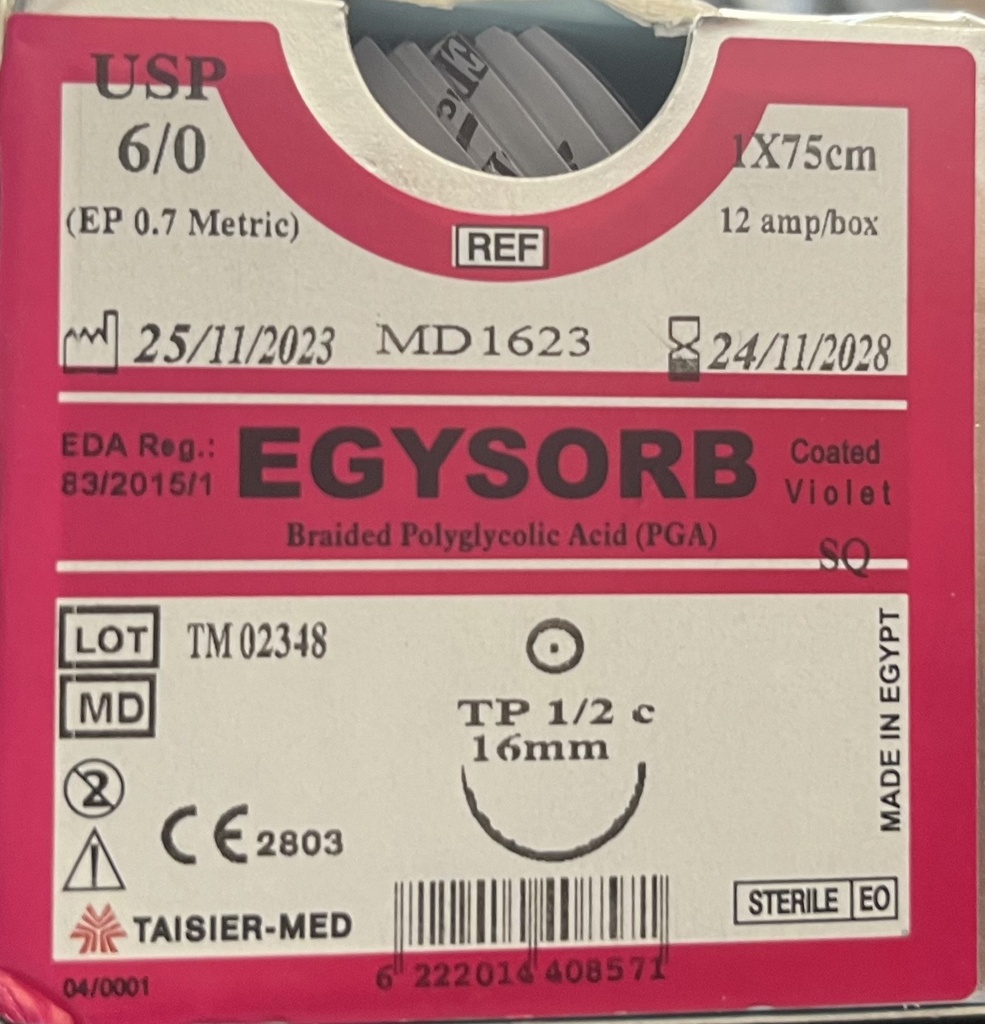 USP
6/0
1X75cm
(EP 0.7 Metric)
12 amp/box
REF
25/11/2023 MD1623 24/11/2028
EDA Reg.:
83/2015/1
EGYSORB
Coated
Violet
Braided Polyglycolic Acid (PGA)
SQ
LOT TM 02348
MD
TP 1/2 c
16mm
MADE IN EGYPT
2
CE 2803
STERILE EO
TAISIER-MED
6 222014 408571
04/0001